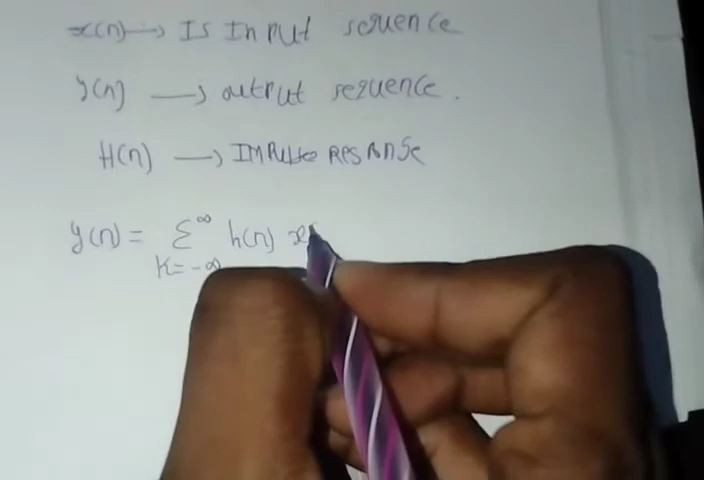 x(n) → Is Input sequence
y(n) → output sequence.
H(n) → IMPulse RESPOnSe
y(n) = Σ^∞ h(n) x
K=-∞